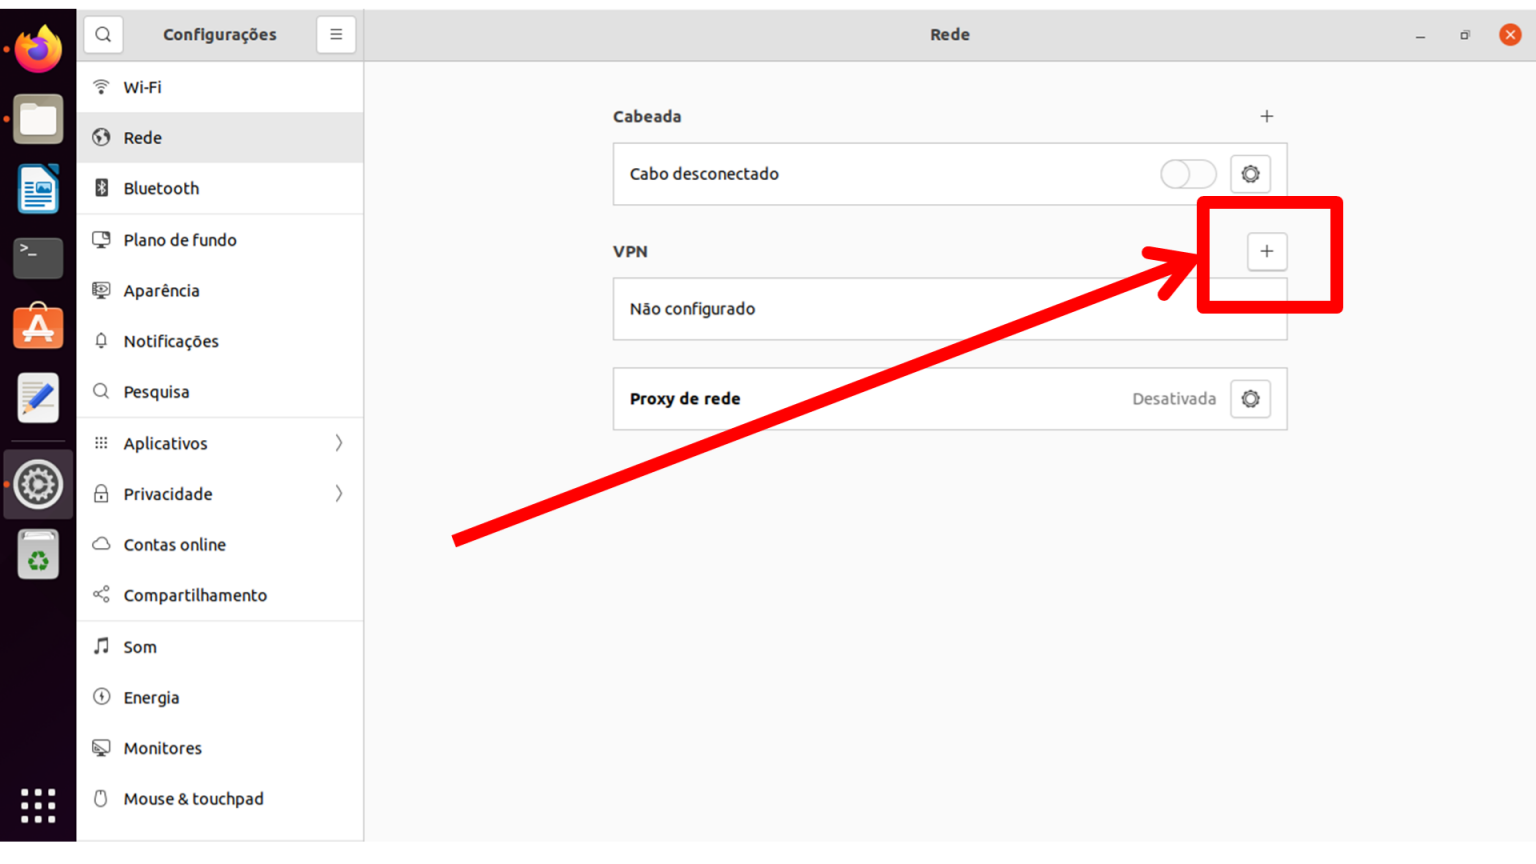 Configurações
Rede
Wi-Fi
Rede
Bluetooth
Plano de fundo
Aparência
Notificações
Pesquisa
Aplicativos
Privacidade
Contas online
Compartilhamento
Som
Energia
Monitores
Mouse & touchpad
Cabeada
Cabo desconectado
VPN
Não configurado
Proxy de rede
Desativada